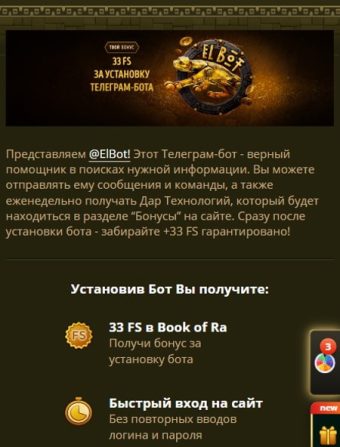 ТВОЙ БОНУС
33 FS
ЗА УСТАНОВКУ
ТЕЛЕГРАМ-БОТА
EL BOT
Представляем @ElBot! Этот Телеграм-бот - верный
помощник в поисках нужной информации. Вы можете
отправлять ему сообщения и команды, а также
еженедельно получать Дар Технологий, который будет
находиться в разделе “Бонусы” на сайте. Сразу после
установки бота - забирайте +33 FS гарантировано!
Установив Бот Вы получите:
FS
33 FS в Book of Ra
Получи бонус за
установку бота
3
Быстрый вход на сайт
Без повторных вводов
логина и пароля
new